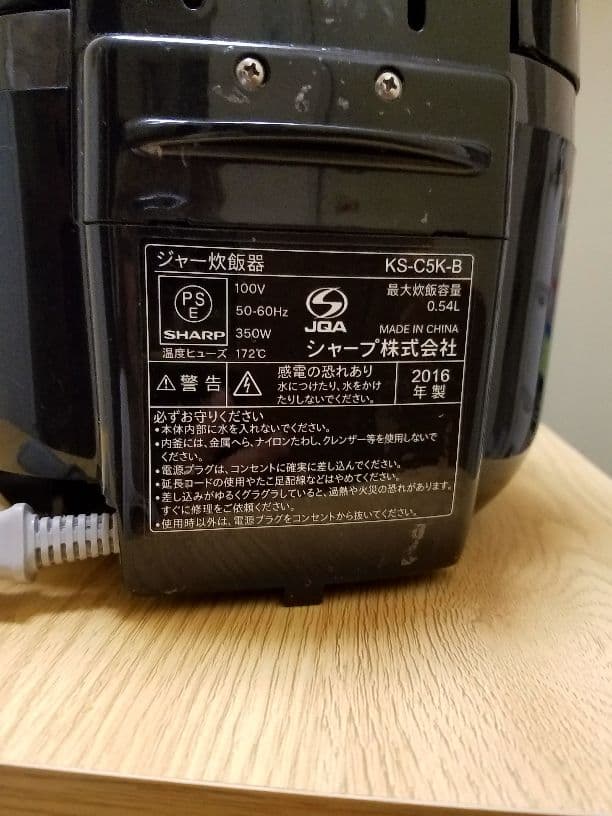 ジャー炊飯器 KS-C5K-B
PS
E
SHARP
100V
50-60Hz
350W
温度ヒューズ 172℃
JQA
最大炊飯容量
0.54L
MADE IN CHINA
シャープ株式会社
警告
感電の恐れあり
水につけたり、水をかけ
たりしないでください。
2016
年製
必ずお守りください
•本体内部に水を入れないでください。
•内釜には、金属へら、ナイロンたわし、クレンザー等を使用しないで
ください。
•電源プラグは、コンセントに確実に差し込んでください。
•延長コードの使用やたこ足配線などはやめてください。
•差し込みがゆるくグラグラしていると、過熱や火災の恐れがあります。
すぐに修理をご依頼ください。
•使用時以外は、電源プラグをコンセントから抜いてください。